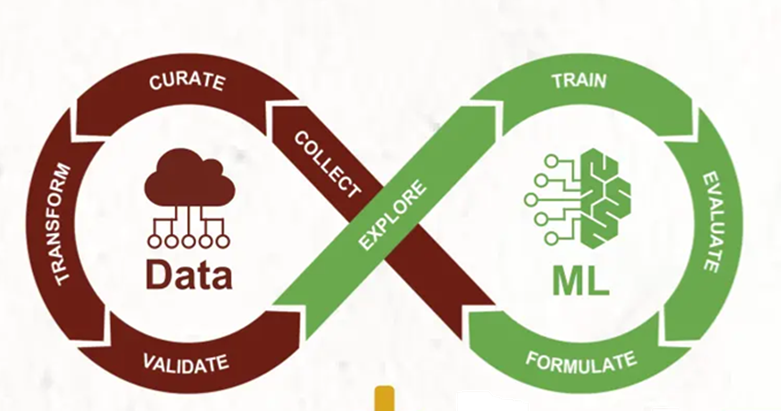 CURATE
COLLECT
TRANSFORM
VALIDATE
Data
EXPLORE
TRAIN
EVALUATE
FORMULATE
ML